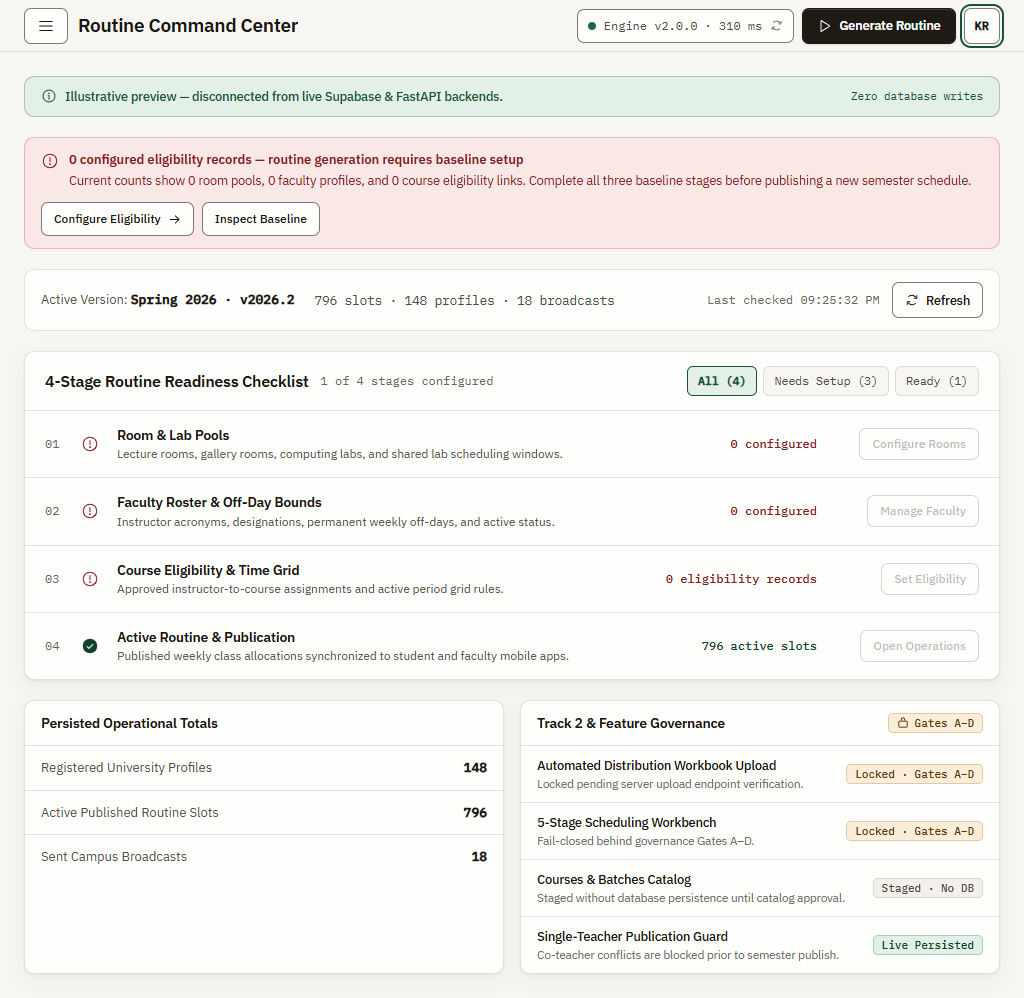 Routine Command Center
Engine v2.0.0 · 310 ms
Generate Routine
KR
Illustrative preview — disconnected from live Supabase & FastAPI backends.
Zero database writes
0 configured eligibility records — routine generation requires baseline setup
Current counts show 0 room pools, 0 faculty profiles, and 0 course eligibility links. Complete all three baseline stages before publishing a new semester schedule.
Configure Eligibility →
Inspect Baseline
Active Version: Spring 2026 · v2026.2
796 slots · 148 profiles · 18 broadcasts
Last checked 09:25:32 PM
Refresh
4-Stage Routine Readiness Checklist
1 of 4 stages configured
All (4)
Needs Setup (3)
Ready (1)
01
Room & Lab Pools
Lecture rooms, gallery rooms, computing labs, and shared lab scheduling windows.
0 configured
Configure Rooms
02
Faculty Roster & Off-Day Bounds
Instructor acronyms, designations, permanent weekly off-days, and active status.
0 configured
Manage Faculty
03
Course Eligibility & Time Grid
Approved instructor-to-course assignments and active period grid rules.
0 eligibility records
Set Eligibility
04
Active Routine & Publication
Published weekly class allocations synchronized to student and faculty mobile apps.
796 active slots
Open Operations
Persisted Operational Totals
Registered University Profiles
148
Active Published Routine Slots
796
Sent Campus Broadcasts
18
Track 2 & Feature Governance
Gates A–D
Automated Distribution Workbook Upload
Locked pending server upload endpoint verification.
Locked · Gates A–D
5-Stage Scheduling Workbench
Fail-closed behind governance Gates A–D.
Locked · Gates A–D
Courses & Batches Catalog
Staged without database persistence until catalog approval.
Staged · No DB
Single-Teacher Publication Guard
Co-teacher conflicts are blocked prior to semester publish.
Live Persisted